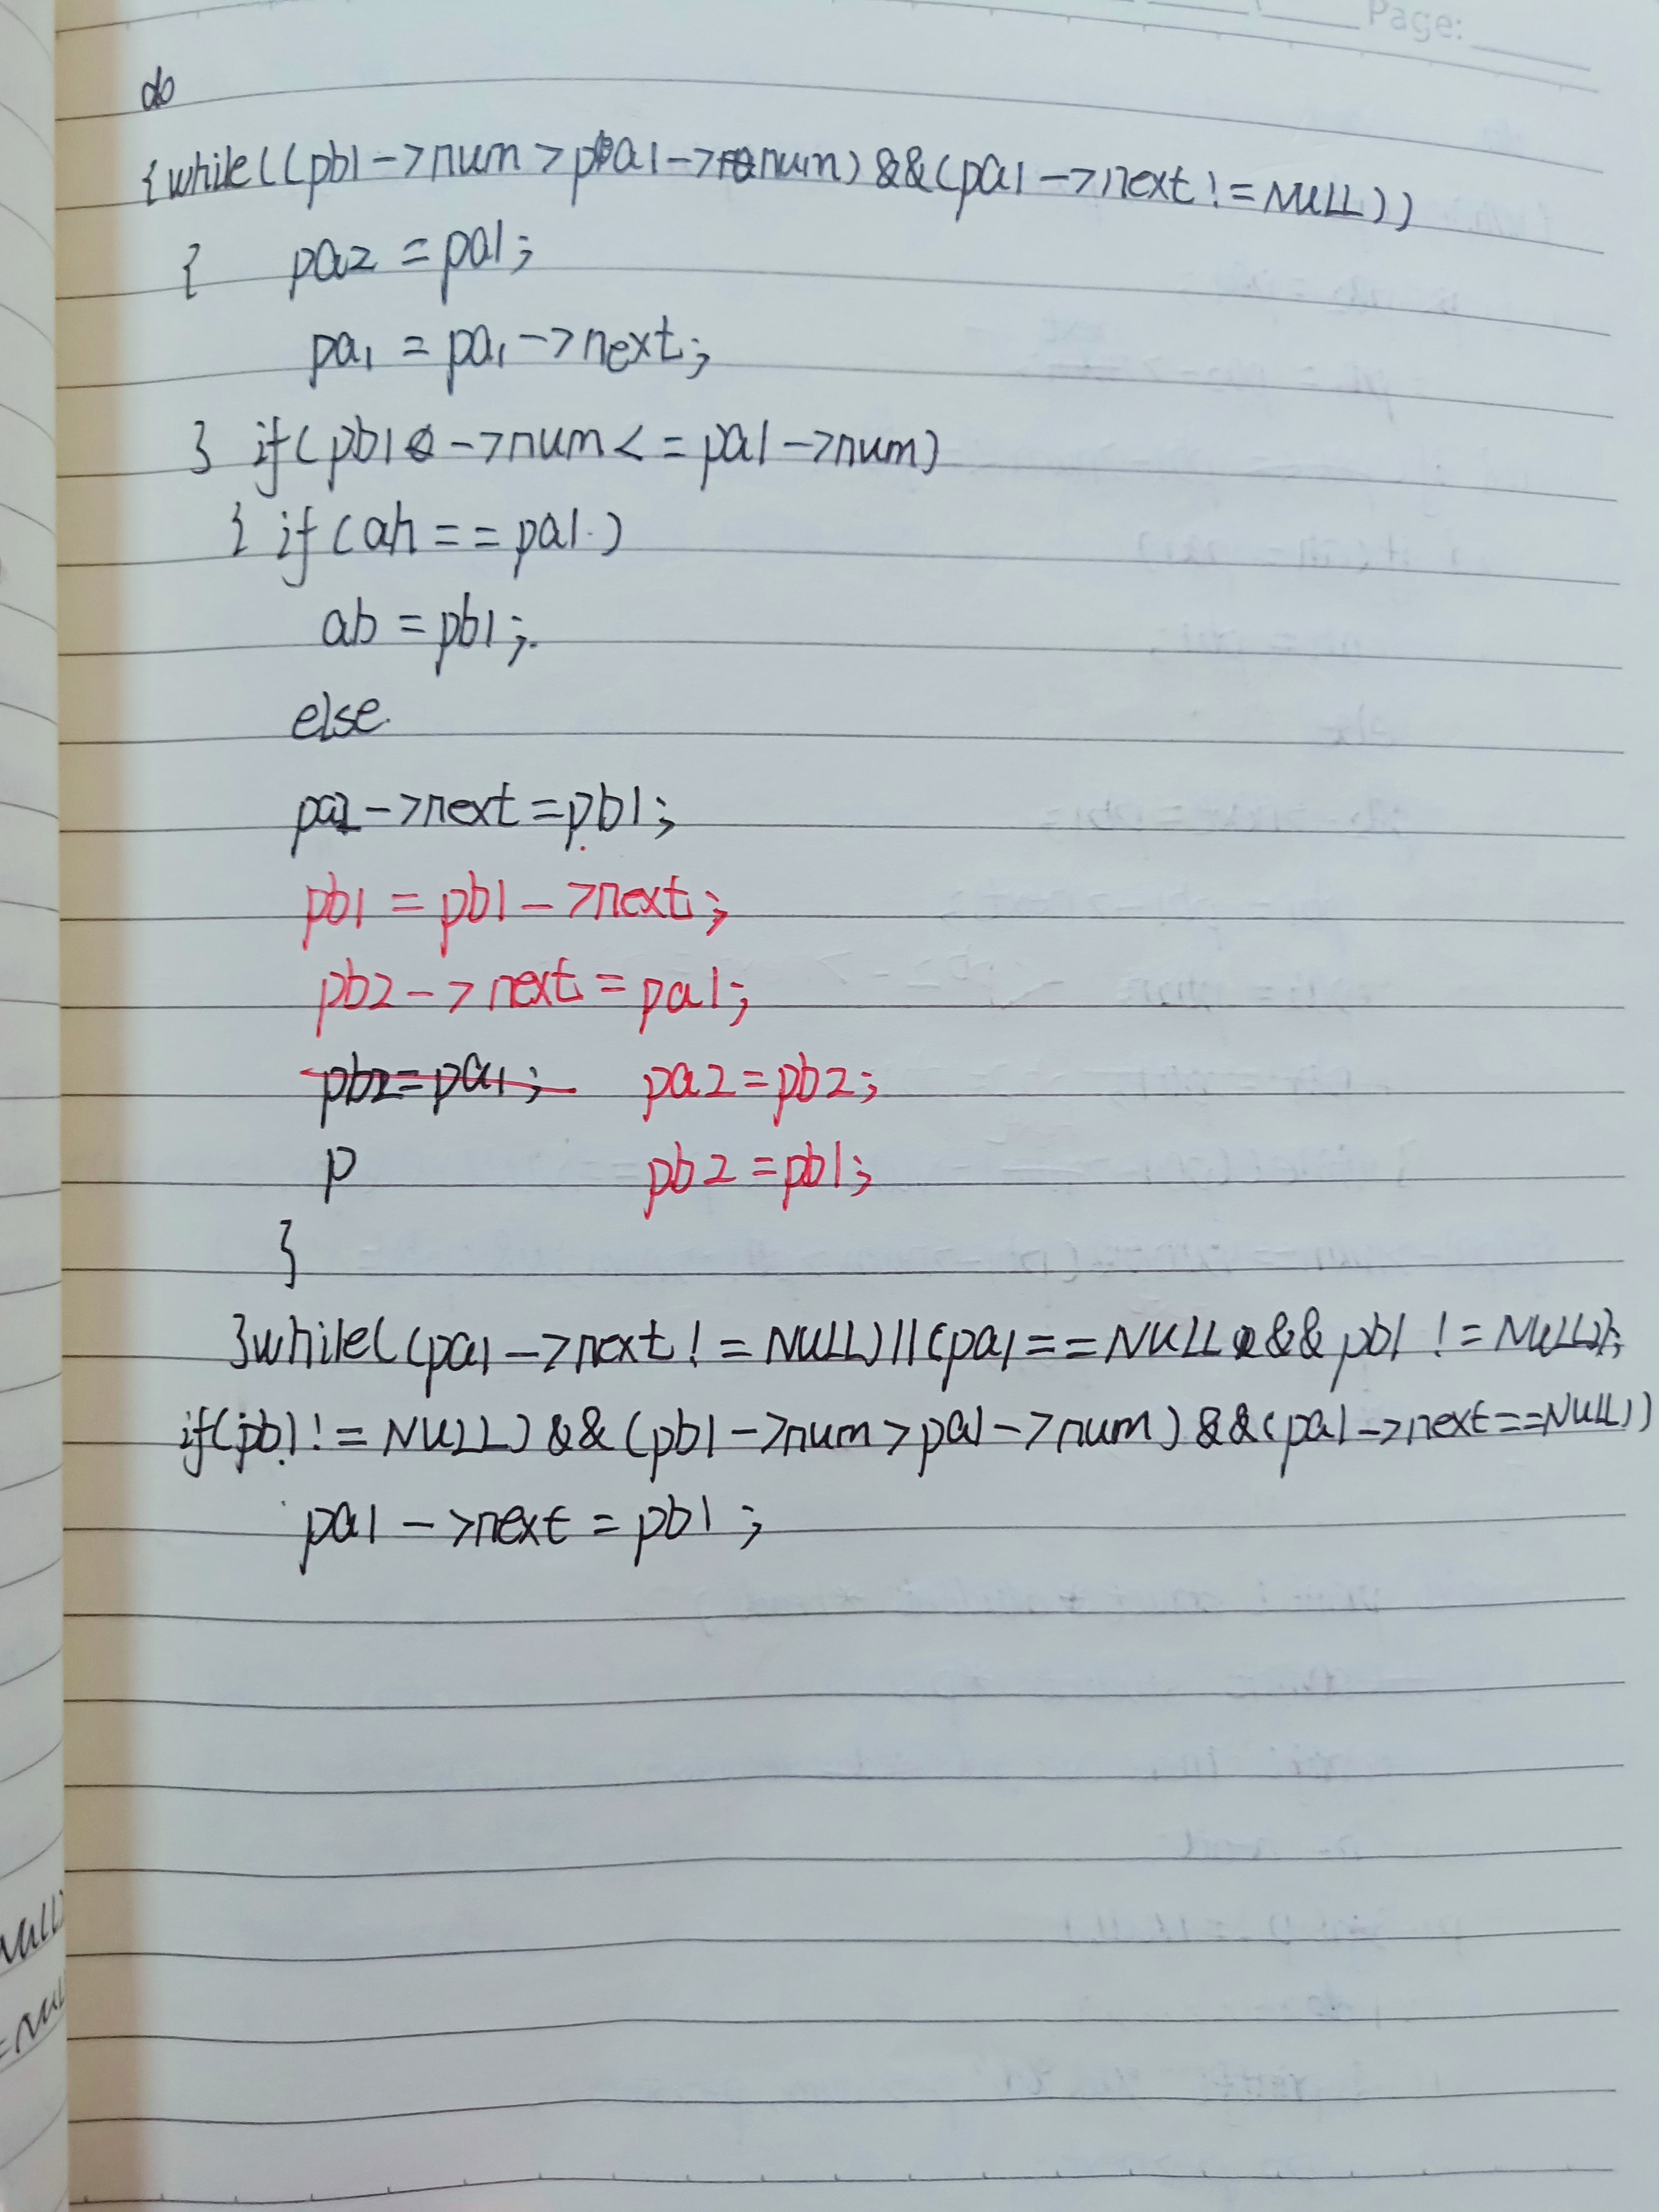 Page:
do
{while((pb1->num>pa1->num)&&(pa1->next!=NULL))
{ pa2=pa1;
pa1=pa1->next;
} if(pb1->num<=pa1->num)
{ if(ah==pa1)
ab=pb1;
else
pa2->next=pb1;
pb1=pb1->next;
pb2->next=pa1;
pb2=pa1; pa2=pb2;
p pb2=pb1;
}
}while((pa1->next!=NULL)||(pa1==NULL&&pb1!=NULL));
if(pb1!=NULL)&&(pb1->num>pa1->num)&&(pa1->next==NULL))
pa1->next=pb1;
NULL)